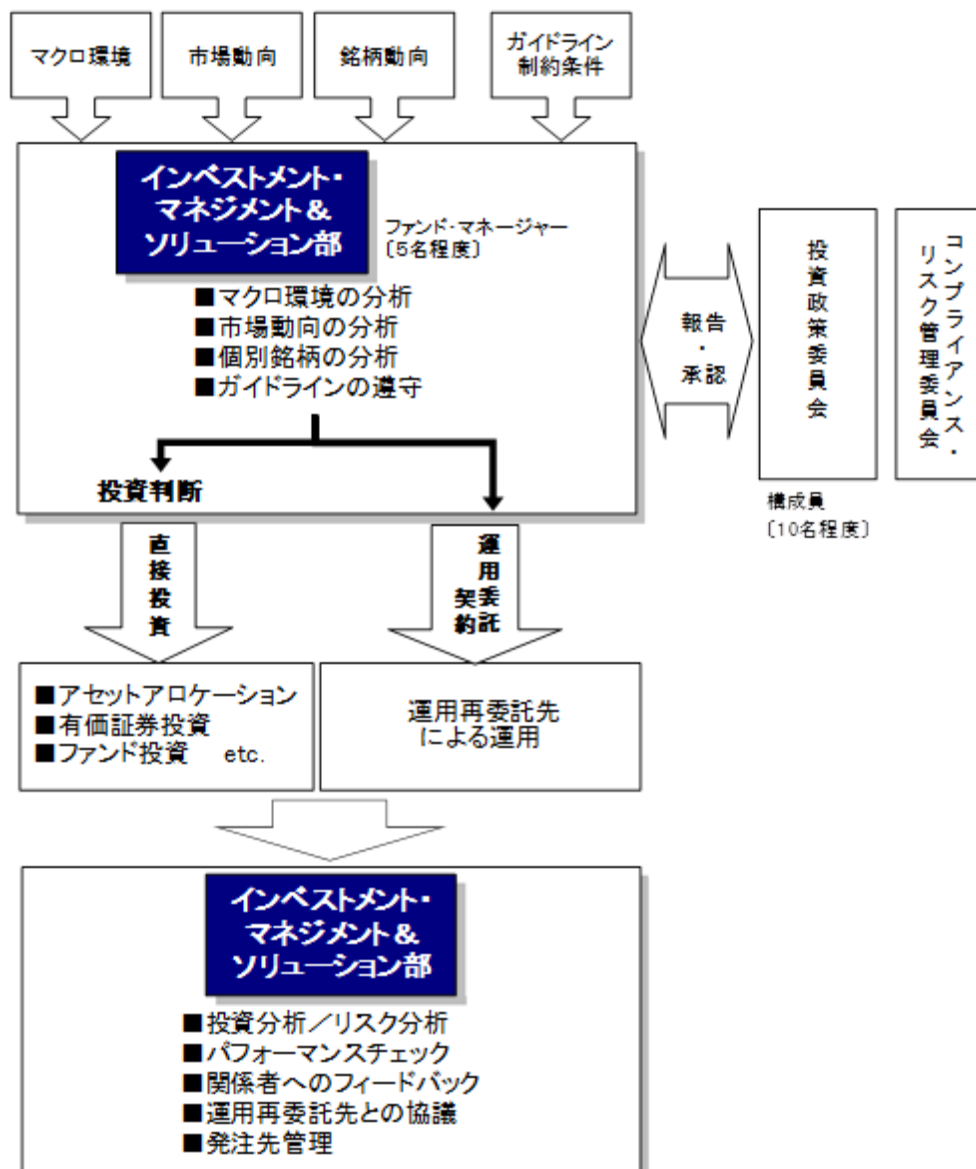 マクロ環境
市場動向
銘柄動向
ガイドライン
制約条件
インベストメント・
マネジメント&
ソリューション部
ファンド・マネージャー
〔5名程度〕
■マクロ環境の分析
■市場動向の分析
■個別銘柄の分析
■ガイドラインの遵守
投資判断
報告
・
承認
投資政策委員会
コンプライアンス・
リスク管理委員会
構成員
〔10名程度〕
直接投資
運用委託
契約
■アセットアロケーション
■有価証券投資
■ファンド投資 etc.
運用再委託先
による運用
インベストメント・
マネジメント&
ソリューション部
■投資分析／リスク分析
■パフォーマンスチェック
■関係者へのフィードバック
■運用再委託先との協議
■発注先管理